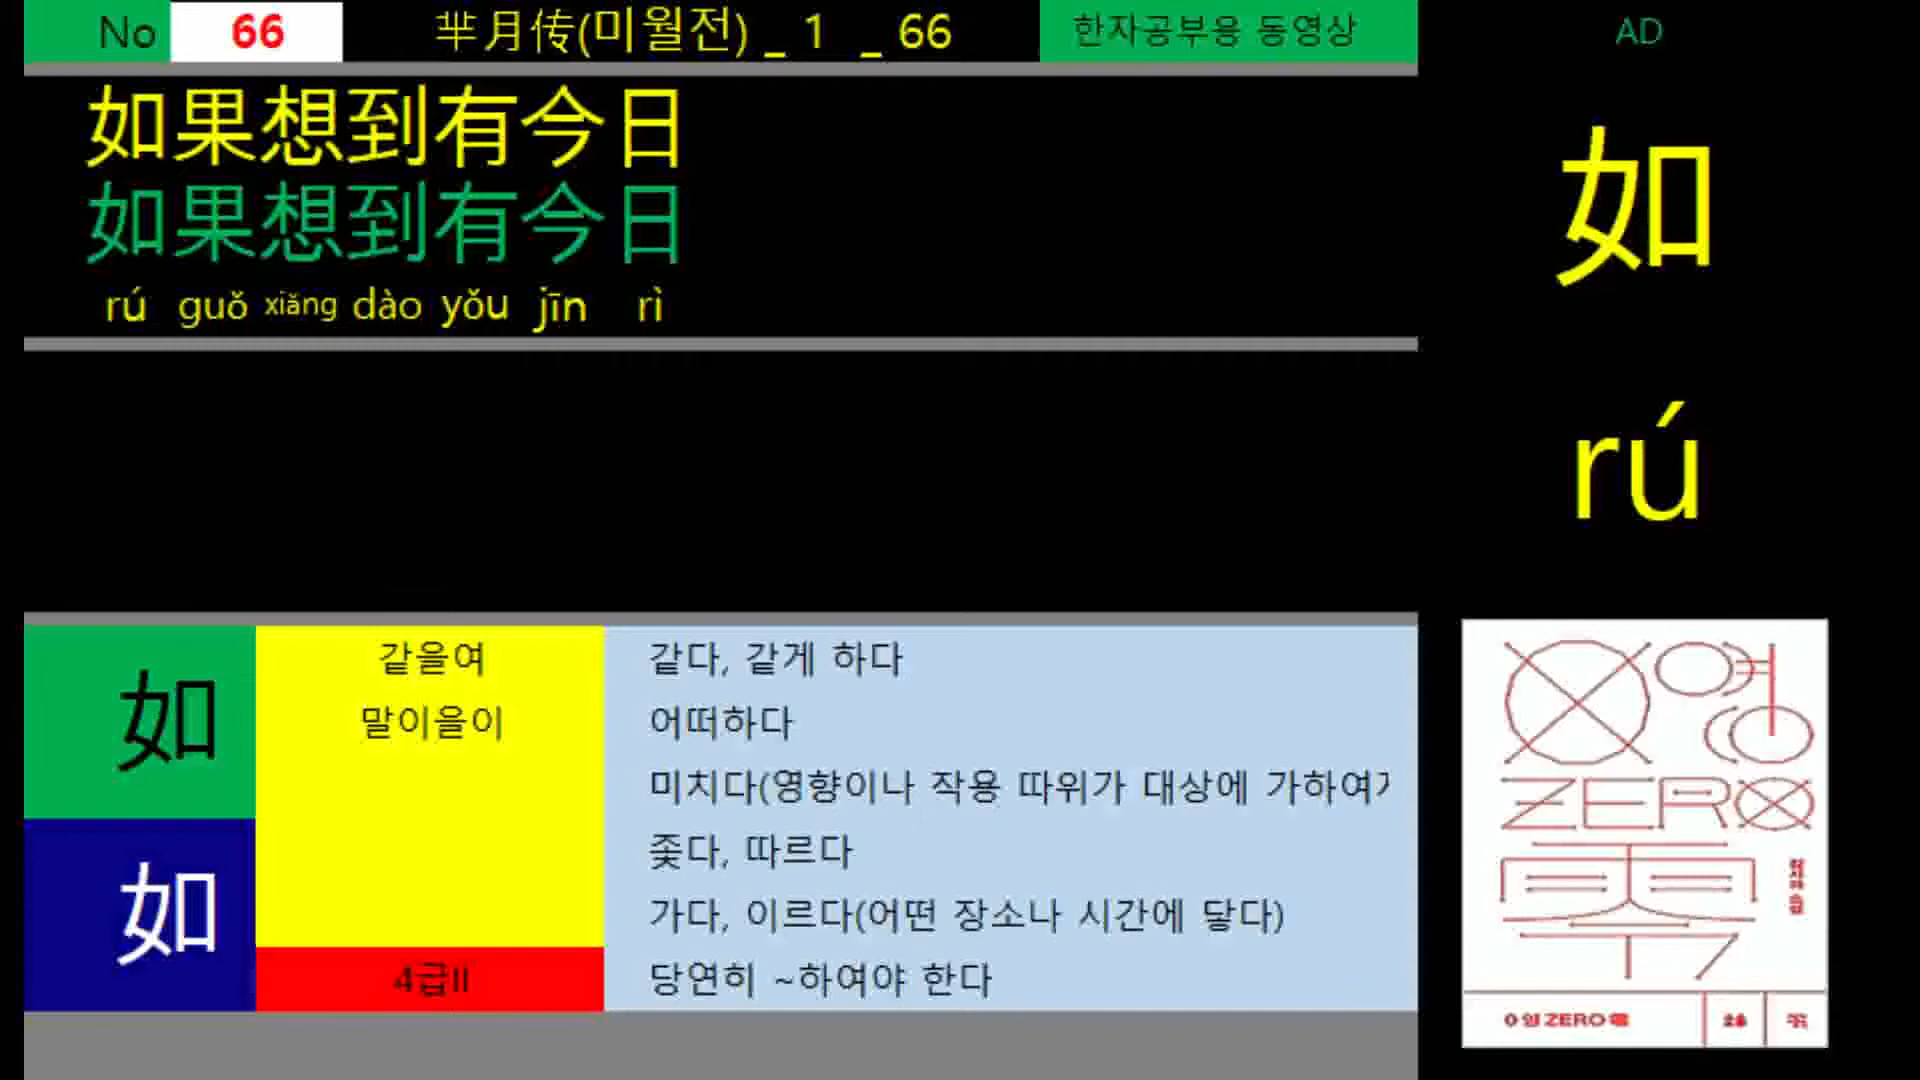 No 66 芈月传(미월전) _ 1 _ 66 한자공부용 동영상 AD
如果想到有今日
如果想到有今日
rú guǒ xiǎng dào yǒu jīn rì
如
rú
如
如
같을여
말이을이
4급II
같다, 같게 하다
어떠하다
미치다(영향이나 작용 따위가 대상에 가하여
좇다, 따르다
가다, 이르다(어떤 장소나 시간에 닿다)
당연히 ~하여야 한다
ZERO
零
0 영 ZERO 零